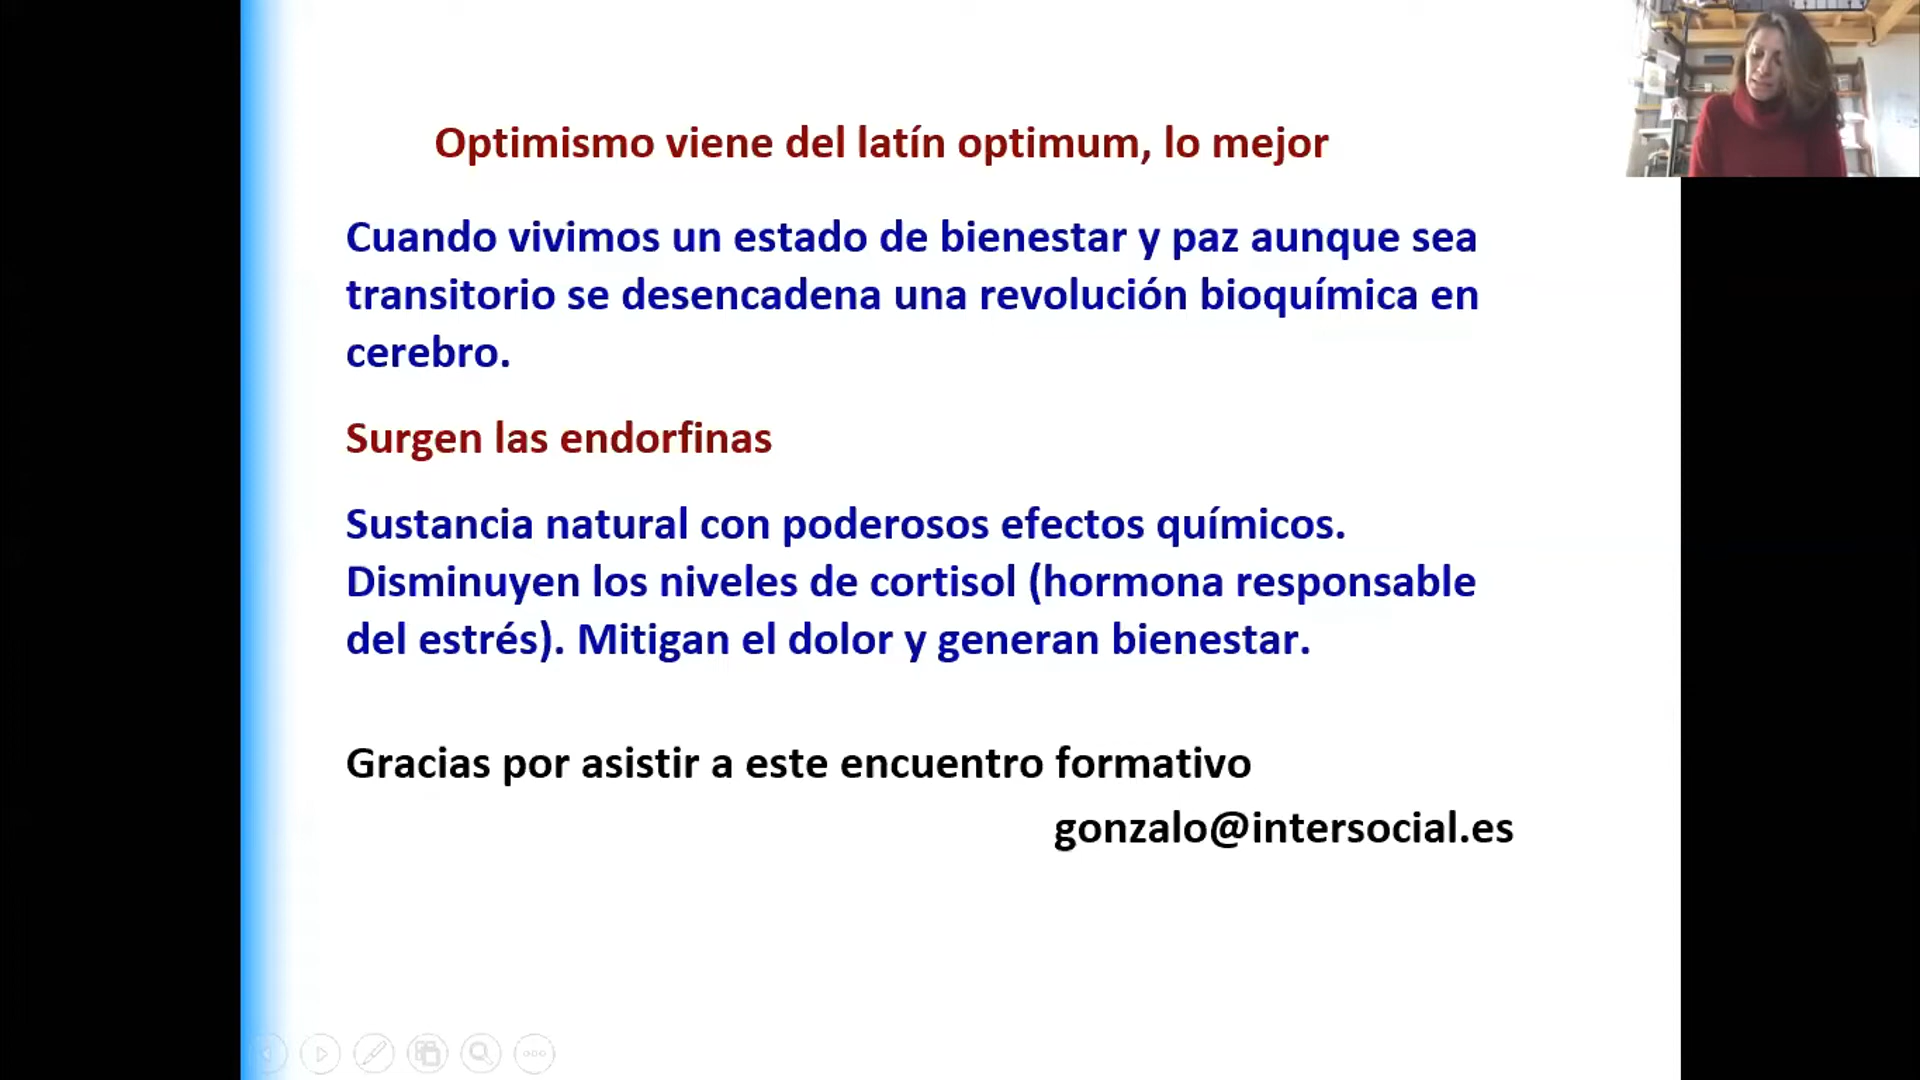 Optimismo viene del latín optimum, lo mejor
Cuando vivimos un estado de bienestar y paz aunque sea
transitorio se desencadena una revolución bioquímica en
cerebro.
Surgen las endorfinas
Sustancia natural con poderosos efectos químicos.
Disminuyen los niveles de cortisol (hormona responsable
del estrés). Mitigan el dolor y generan bienestar.
Gracias por asistir a este encuentro formativo
gonzalo@intersocial.es